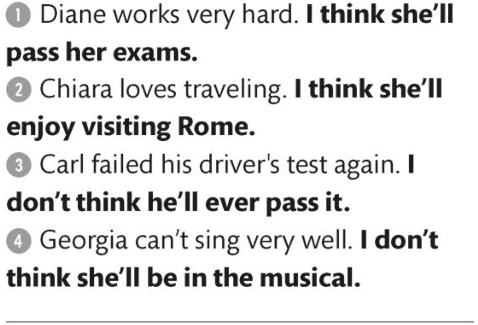 1 Diane works very hard. I think she’ll
pass her exams.
2 Chiara loves traveling. I think she’ll
enjoy visiting Rome.
3 Carl failed his driver's test again. I
don’t think he’ll ever pass it.
4 Georgia can’t sing very well. I don’t
think she’ll be in the musical.